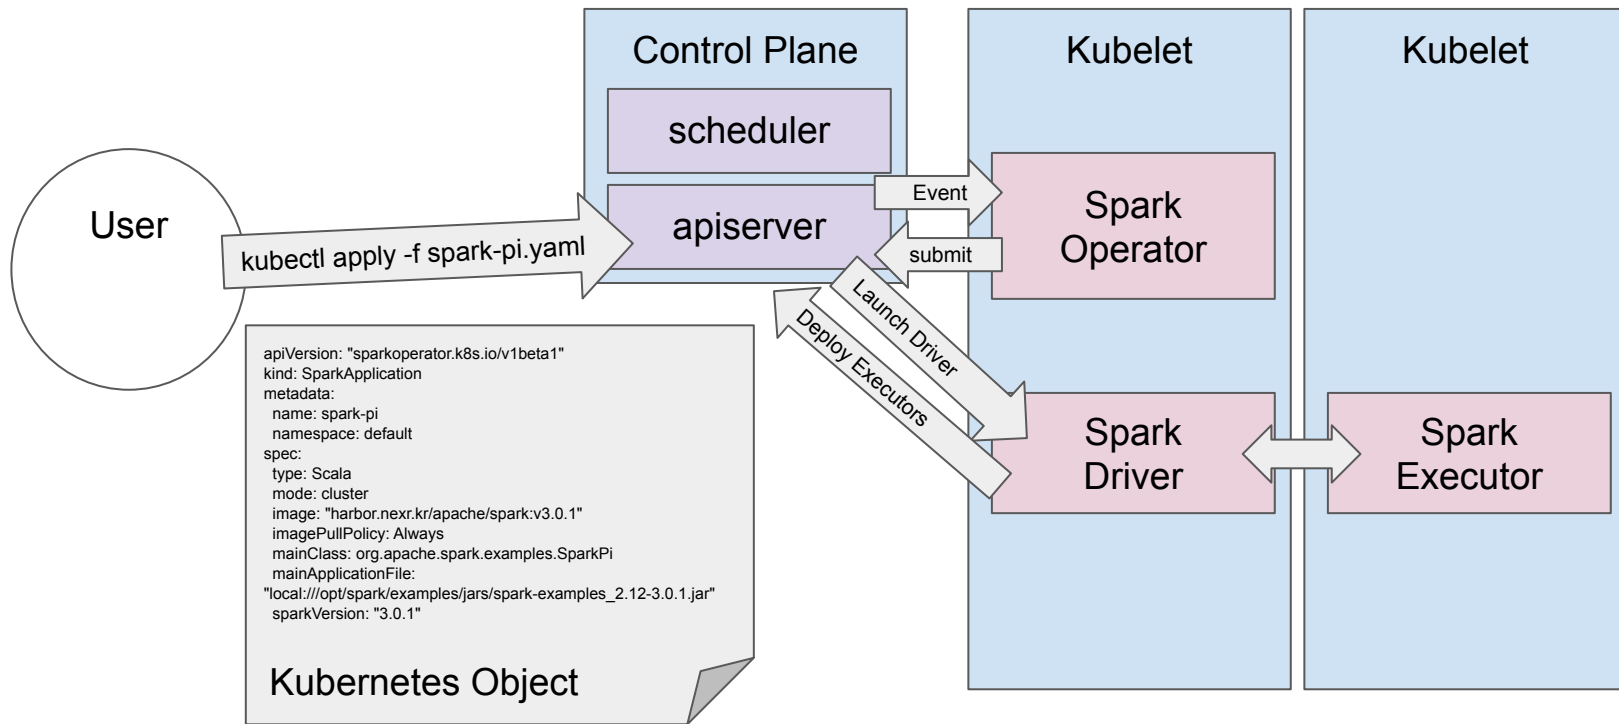 Control Plane
Kubelet
Kubelet
scheduler
apiserver
Event
submit
Spark
Operator
User
kubectl apply -f spark-pi.yaml
Launch Driver
Deploy Executors
Spark
Driver
Spark
Executor
apiVersion: "sparkoperator.k8s.io/v1beta1"
kind: SparkApplication
metadata:
  name: spark-pi
  namespace: default
spec:
  type: Scala
  mode: cluster
  image: "harbor.nexr.kr/apache/spark:v3.0.1"
  imagePullPolicy: Always
  mainClass: org.apache.spark.examples.SparkPi
  mainApplicationFile:
"local:///opt/spark/examples/jars/spark-examples_2.12-3.0.1.jar"
  sparkVersion: "3.0.1"
Kubernetes Object